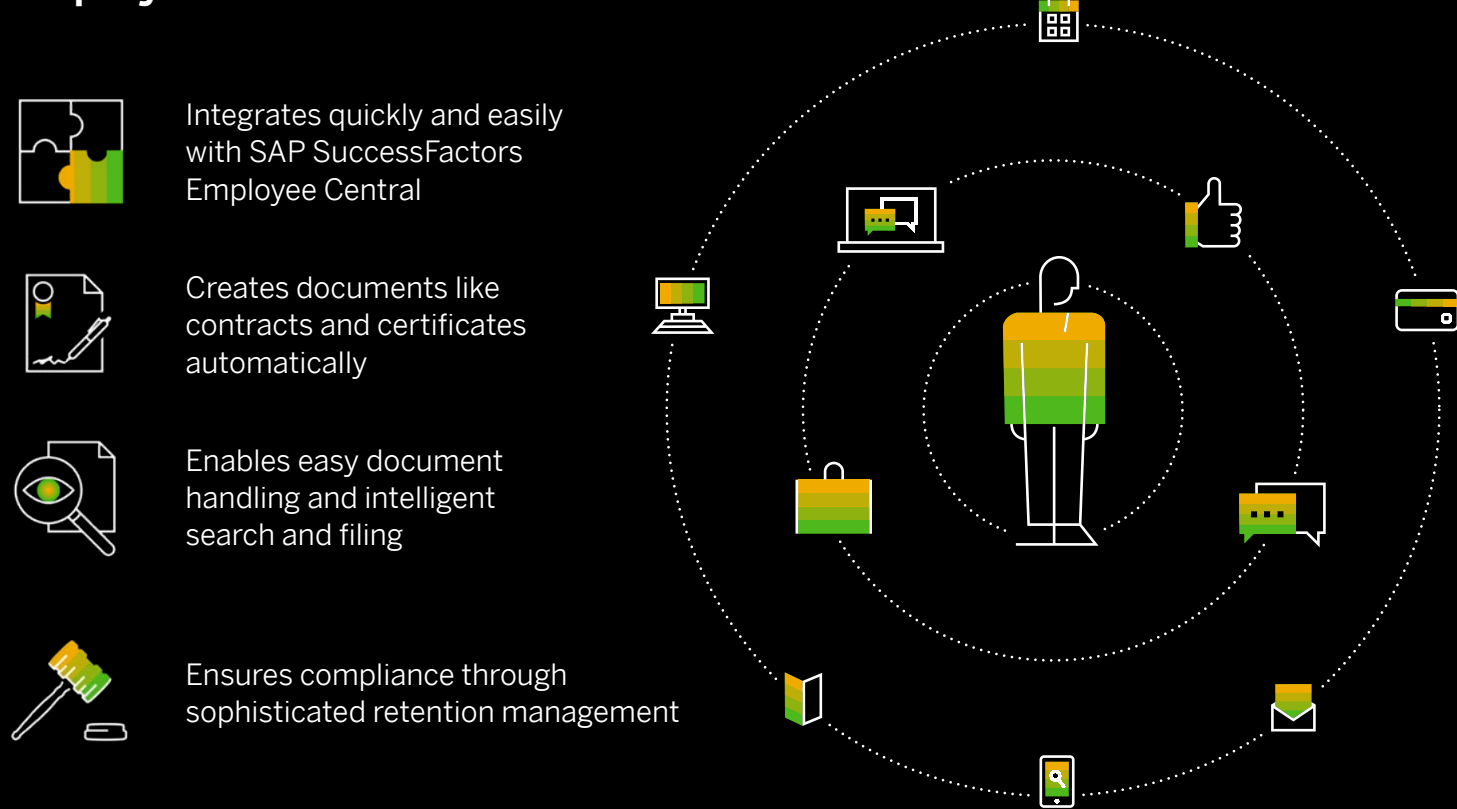 Integrates quickly and easily
with SAP SuccessFactors
Employee Central
Creates documents like
contracts and certificates
automatically
Enables easy document
handling and intelligent
search and filing
Ensures compliance through
sophisticated retention management